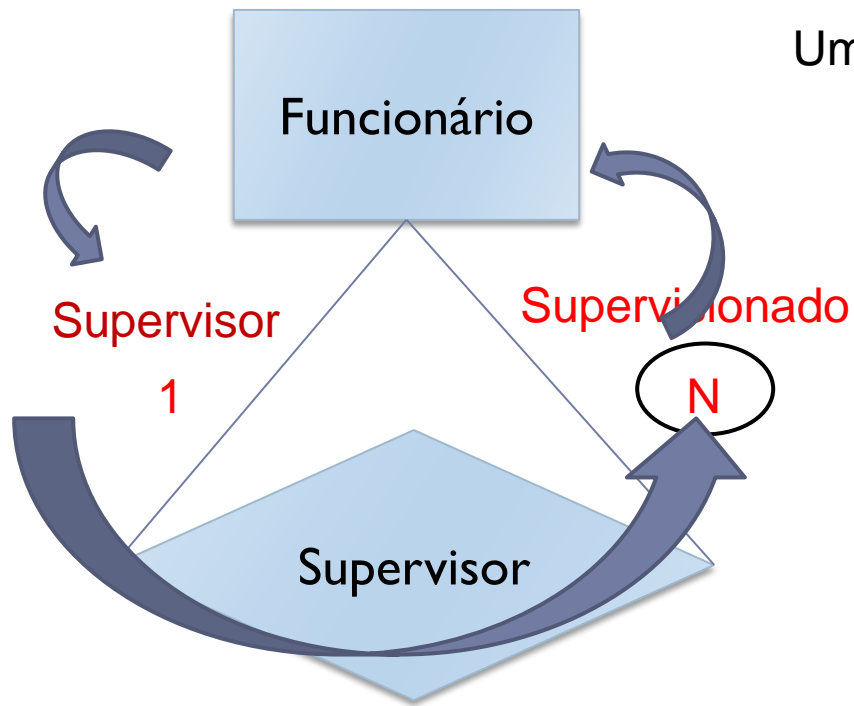 Um
Funcionário
Supervisor
Supervisionado
1
N
Supervisor